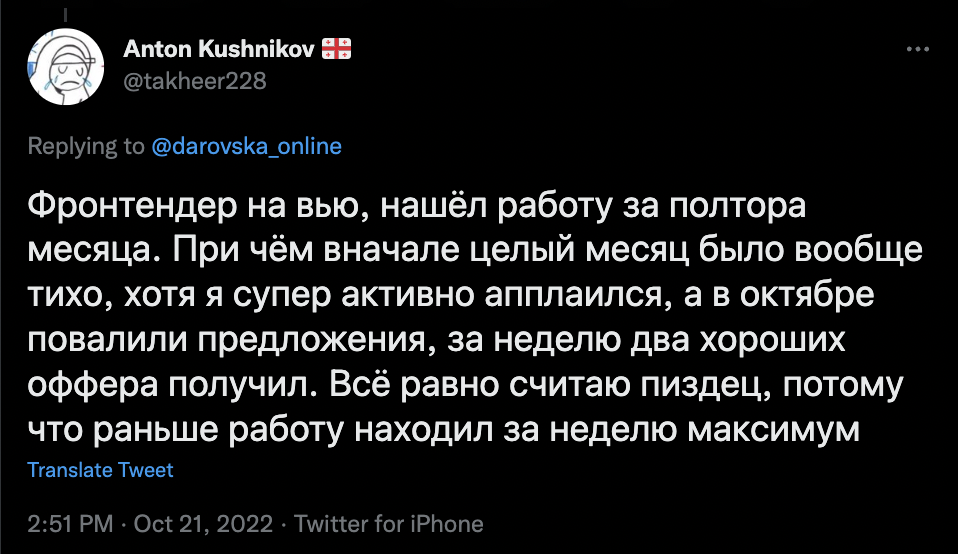 Anton Kushnikov 🇬🇪
@takheer228
Replying to @darovska_online
Фронтендер на вью, нашёл работу за полтора
месяца. При чём вначале целый месяц было вообще
тихо, хотя я супер активно апплаился, а в октябре
повалили предложения, за неделю два хороших
оффера получил. Всё равно считаю пиздец, потому
что раньше работу находил за неделю максимум
Translate Tweet
2:51 PM · Oct 21, 2022 · Twitter for iPhone